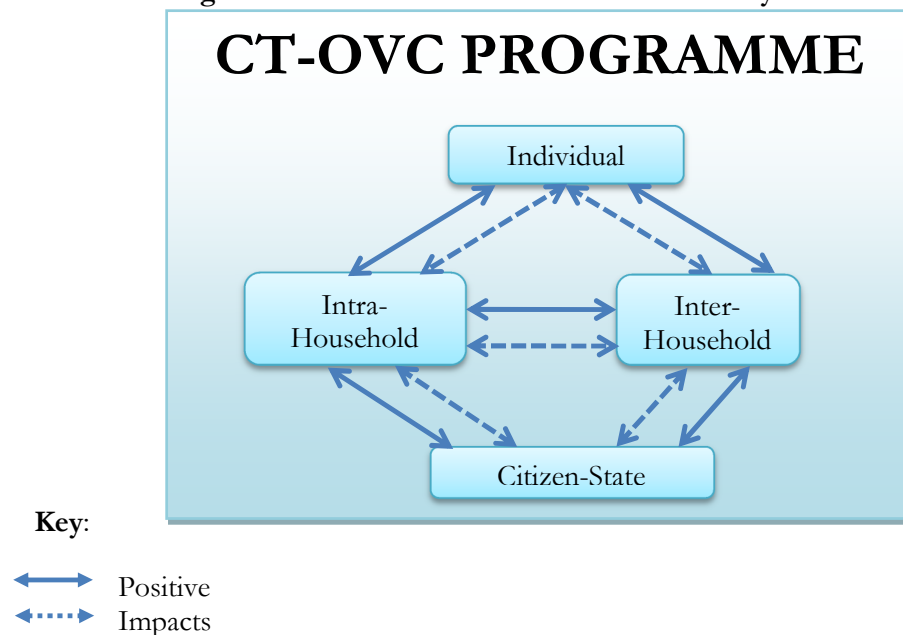 CT-OVC PROGRAMME
Individual
Intra-
Household
Inter-
Household
Citizen-State
Key:
Positive
Impacts